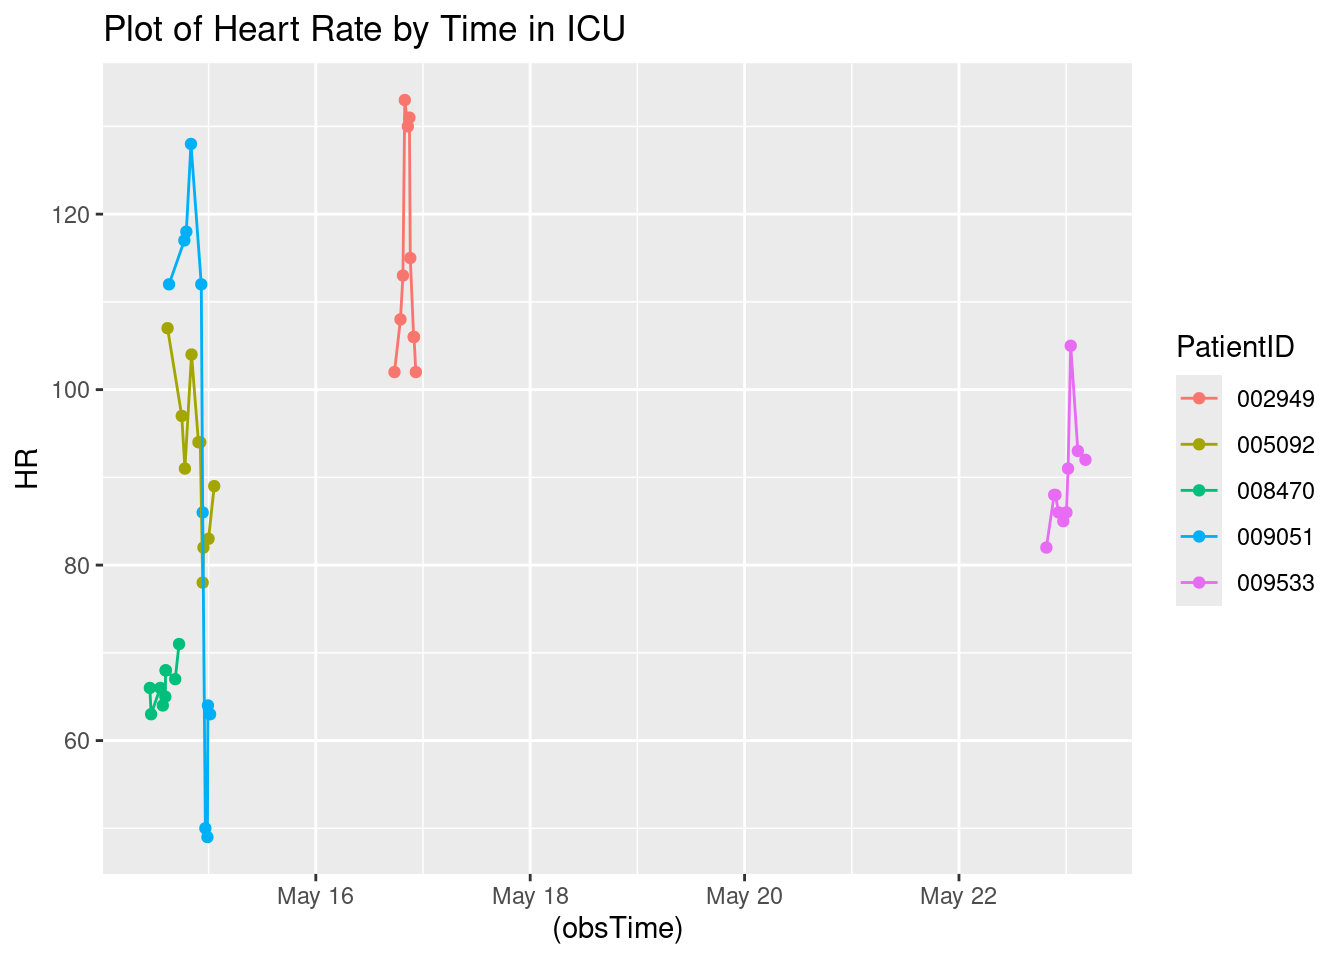 Plot of Heart Rate by Time in ICU
120
100
80
60
HR
May 16
May 18
May 20
May 22
(obsTime)
PatientID
002949
005092
008470
009051
009533